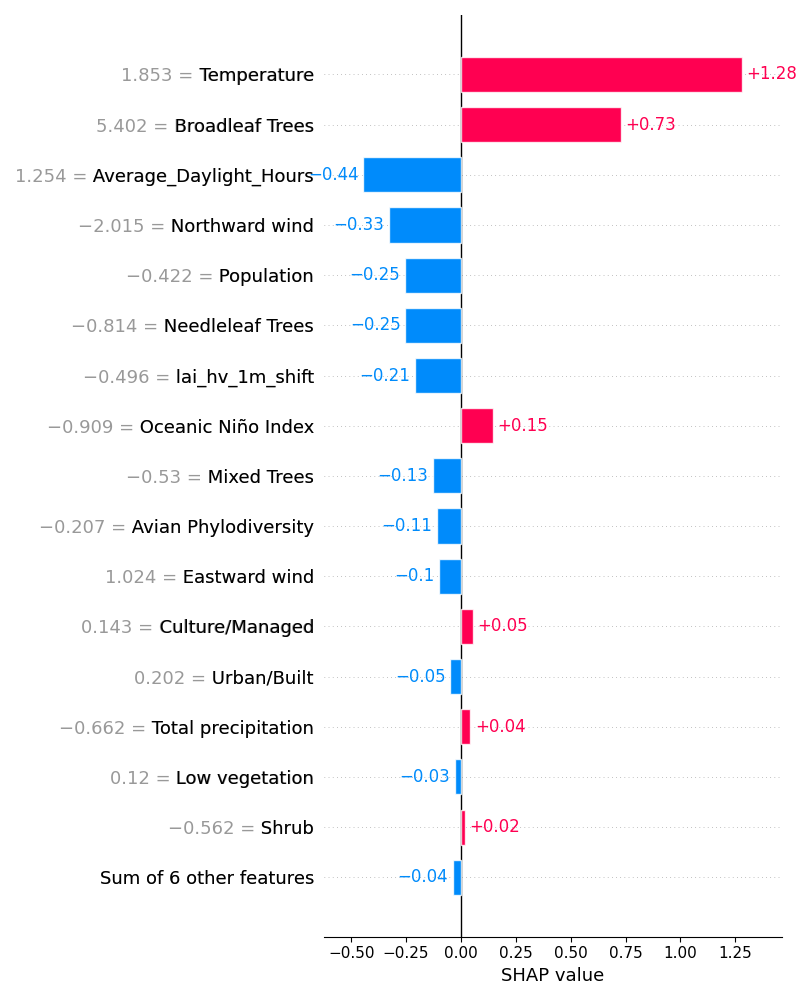 1.853 = Temperature +1.28
5.402 = Broadleaf Trees +0.73
1.254 = Average_Daylight_Hours −0.44
−2.015 = Northward wind −0.33
−0.422 = Population −0.25
−0.814 = Needleleaf Trees −0.25
−0.496 = lai_hv_1m_shift −0.21
−0.909 = Oceanic Niño Index +0.15
−0.53 = Mixed Trees −0.13
−0.207 = Avian Phylodiversity −0.11
1.024 = Eastward wind −0.1
0.143 = Culture/Managed +0.05
0.202 = Urban/Built −0.05
−0.662 = Total precipitation +0.04
0.12 = Low vegetation −0.03
−0.562 = Shrub +0.02
Sum of 6 other features −0.04
−0.50 −0.25 0.00 0.25 0.50 0.75 1.00 1.25
SHAP value